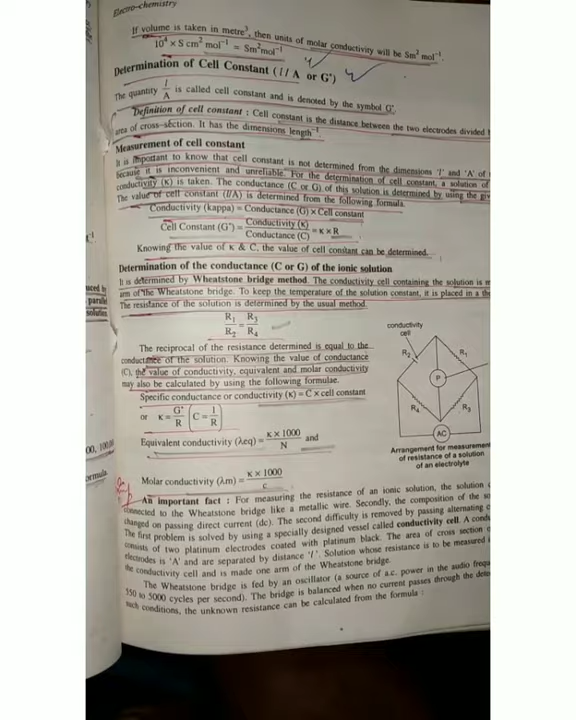 Electro-chemistry
If volume is taken in metre³, then units of molar conductivity will be Sm² mol⁻¹.
10⁴ × S cm² mol⁻¹ = Sm²mol⁻¹
Determination of Cell Constant (l / A or G*)
The quantity l/A is called cell constant and is denoted by the symbol G*.
Definition of cell constant : Cell constant is the distance between the two electrodes divided
area of cross-section. It has the dimensions length⁻¹
Measurement of cell constant
It is important to know that cell constant is not determined from the dimensions 'l' and 'A' of
because it is inconvenient and unreliable. For the determination of cell constant, a solution of
conductivity (κ) is taken. The conductance (C or G) of this solution is determined by using the
The value of cell constant (l/A) is determined from the following formula.
Conductivity (kappa) = Conductance (G) × Cell constant
Cell Constant (G*) = Conductivity (κ) / Conductance (C) = κ × R
Knowing the value of κ & C, the value of cell constant can be determined.
Determination of the conductance (C or G) of the ionic solution
It is determined by Wheatstone bridge method. The conductivity cell containing the solution is
arm of the Wheatstone bridge. To keep the temperature of the solution constant, it is placed in a
The resistance of the solution is determined by the usual method.
R₁/R₂ = R₃/R₄
The reciprocal of the resistance determined is equal to the
conductance of the solution. Knowing the value of conductance
(C), the value of conductivity, equivalent and molar conductivity
may also be calculated by using the following formulae.
Specific conductance or conductivity (κ) = C × cell constant
or κ = G*/R (C = 1/R)
Equivalent conductivity (λeq) = κ × 1000 / N and
Molar conductivity (λm) = κ × 1000 / c
conductivity
cell
R₂
R₁
P
R₄
R₃
AC
Arrangement for measurement
of resistance of a solution
of an electrolyte
An important fact : For measuring the resistance of an ionic solution, the solution
connected to the Wheatstone bridge like a metallic wire. Secondly, the composition of the
changed on passing direct current (dc). The second difficulty is removed by passing alternating
The first problem is solved by using a specially designed vessel called conductivity cell. A
consists of two platinum electrodes coated with platinum black. The area of cross section
electrodes is 'A' and are separated by distance 'l'. Solution whose resistance is to be measured
the conductivity cell and is made one arm of the Wheatstone bridge.
The Wheatstone bridge is fed by an oscillator (a source of a.c. power in the audio
550 to 5000 cycles per second). The bridge is balanced when no current passes through the
such conditions, the unknown resistance can be calculated from the formula :